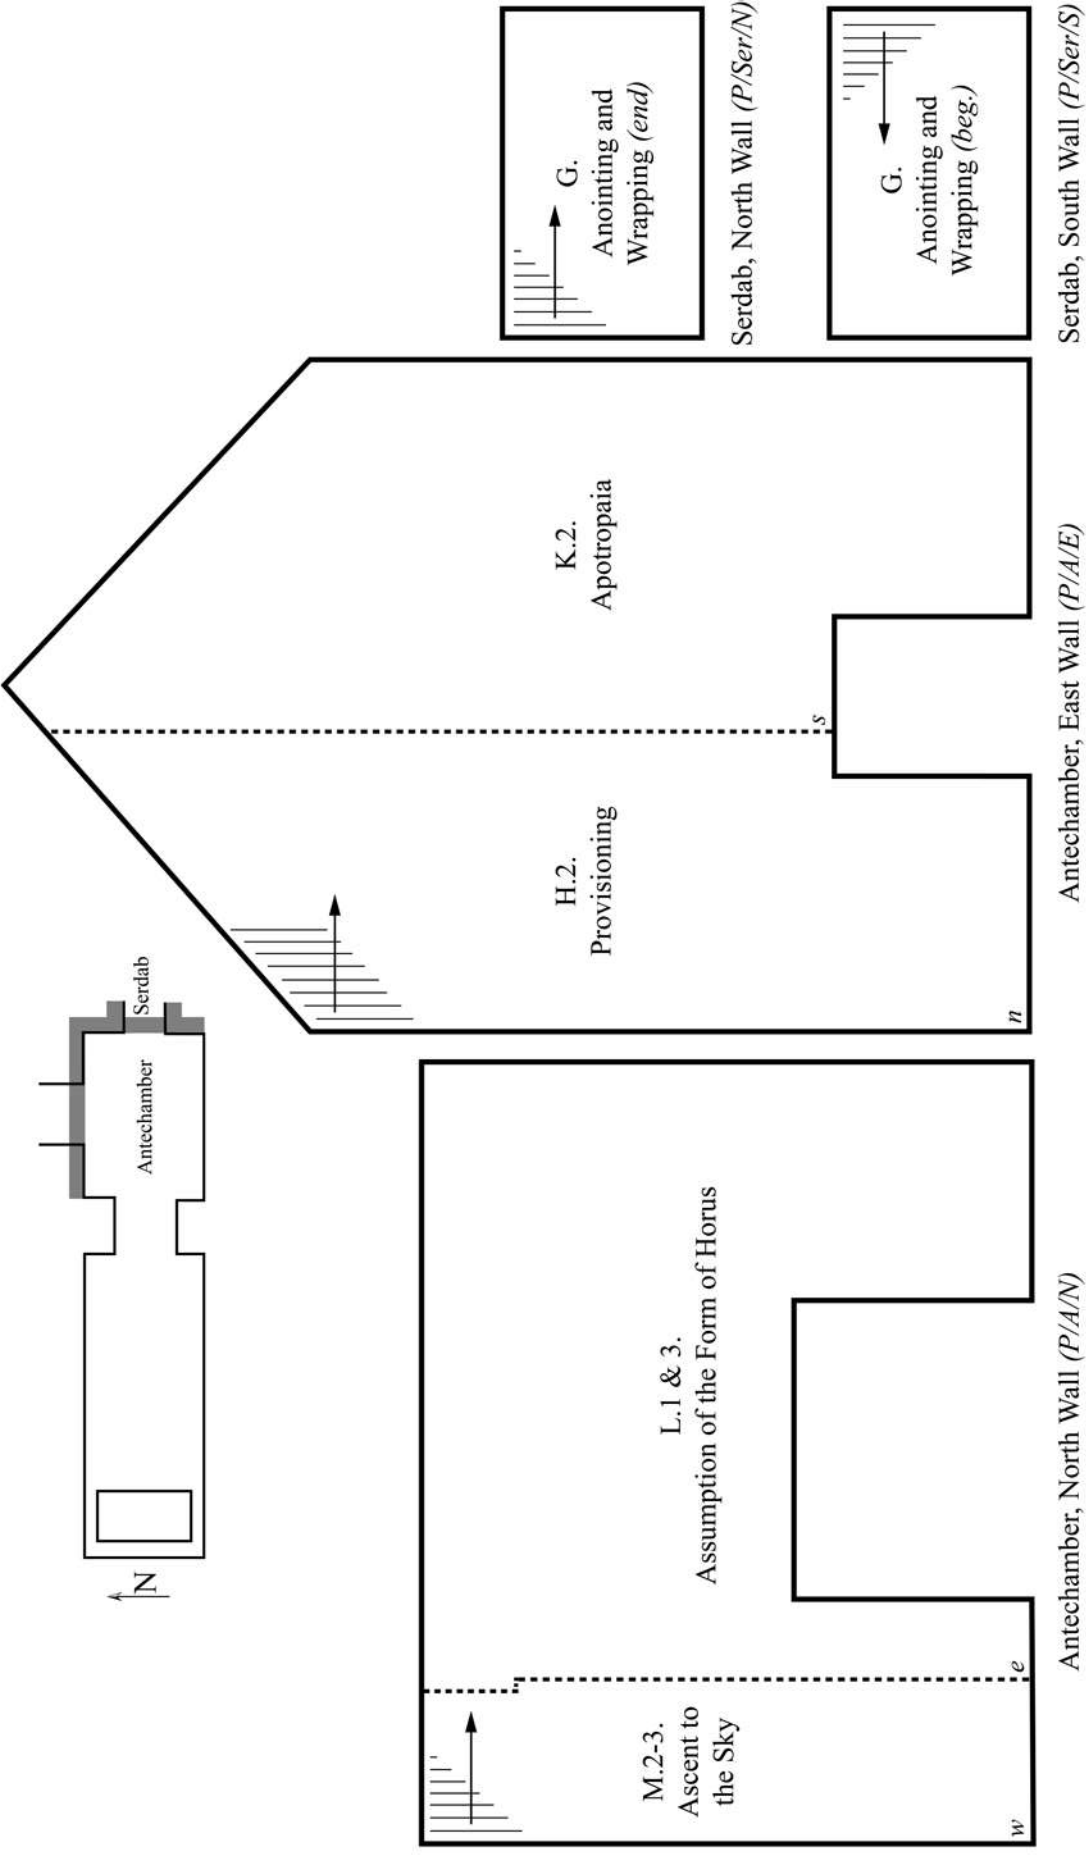 N
Antechamber
Serdab
M.2-3.
Ascent to
the Sky
w
e
L.1 & 3.
Assumption of the Form of Horus
Antechamber, North Wall (P/A/N)
H.2.
Provisioning
n
s
K.2.
Apotropaia
Antechamber, East Wall (P/A/E)
G.
Anointing and
Wrapping (end)
Serdab, North Wall (P/Ser/N)
G.
Anointing and
Wrapping (beg.)
Serdab, South Wall (P/Ser/S)